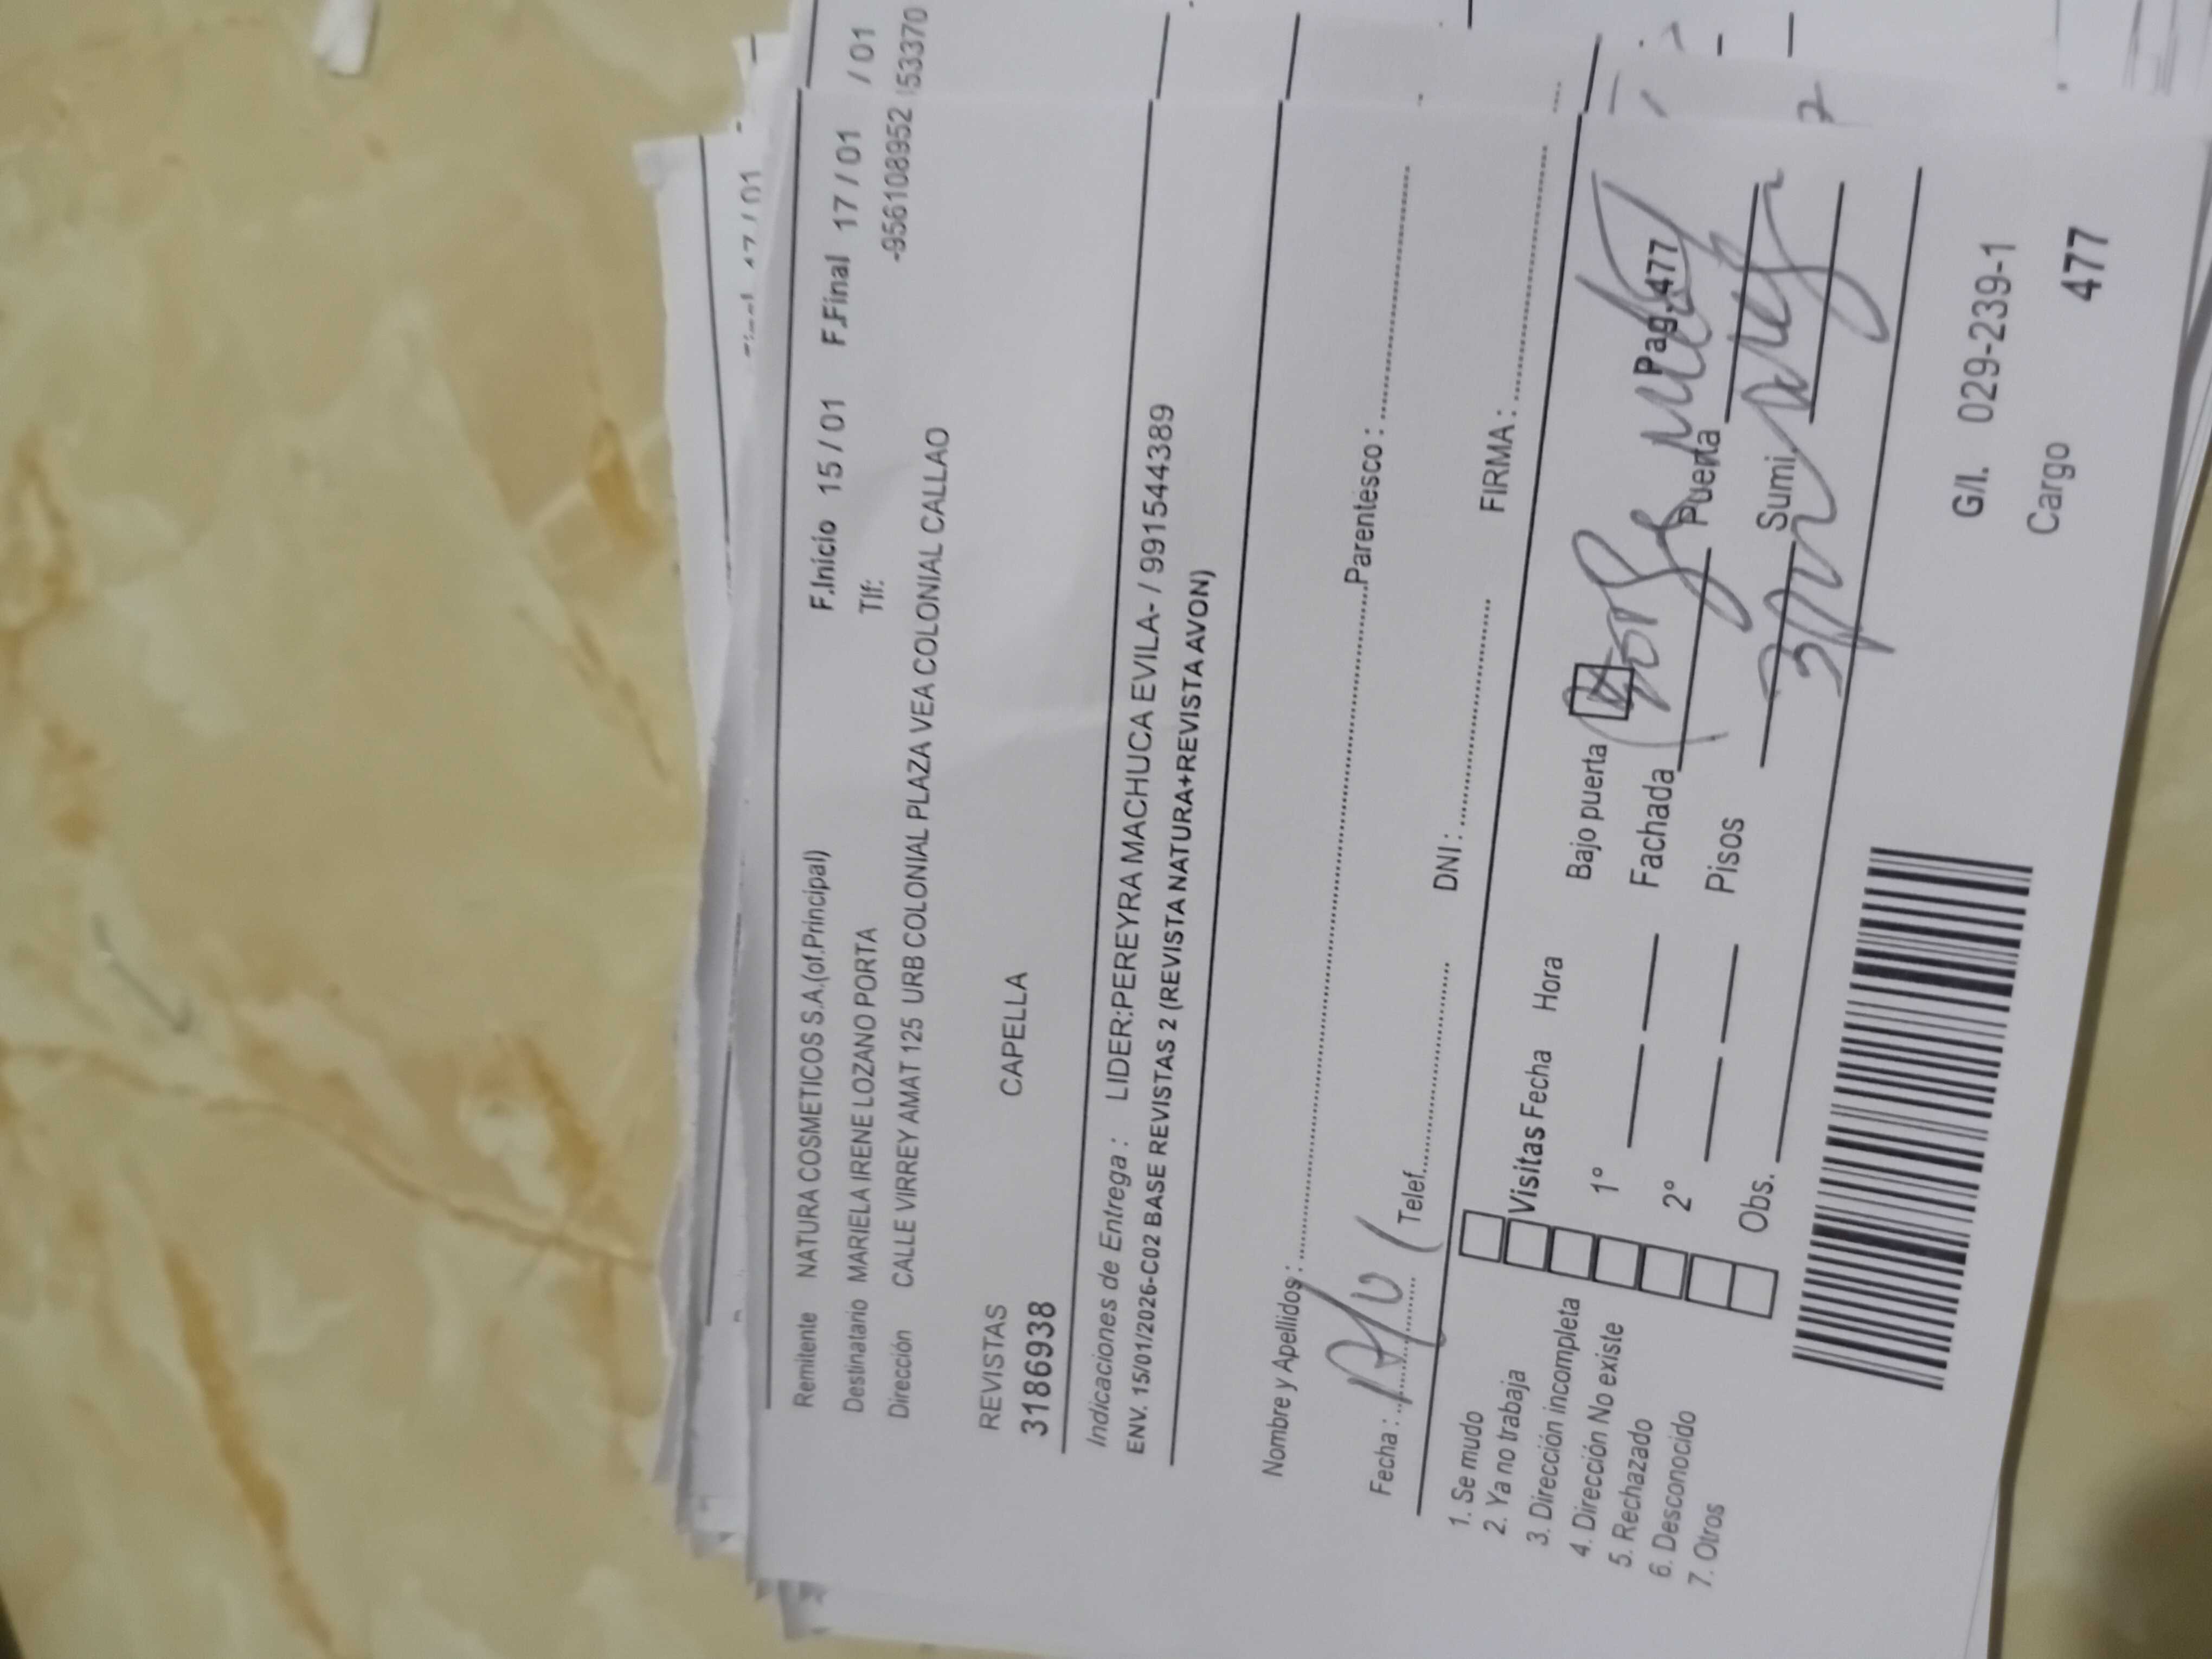 Remitente NATURA COSMETICOS S.A.(of.Principal) F.Inicio 15 / 01 F.Final 17 / 01 / 01
Destinatario MARIELA IRENE LOZANO PORTA Tlf: -956108952
Dirección CALLE VIRREY AMAT 125 URB COLONIAL PLAZA VEA COLONIAL CALLAO
REVISTAS CAPELLA
3186938
Indicaciones de Entrega : LIDER:PEREYRA MACHUCA EVILA- / 991544389
ENV. 15/01/2026-C02 BASE REVISTAS 2 (REVISTA NATURA+REVISTA AVON)
Nombre y Apellidos: Parentesco :
Fecha : Telef. DNI : FIRMA :
1. Se mudo
2. Ya no trabaja
3. Dirección incompleta
4. Dirección No existe
5. Rechazado
6. Desconocido
7. Otros
Visitas Fecha Hora Bajo puerta
1° Fachada Puerta Pag. 477
2° Pisos Sumi
Obs.
G/I. 029-239-1
Cargo 477